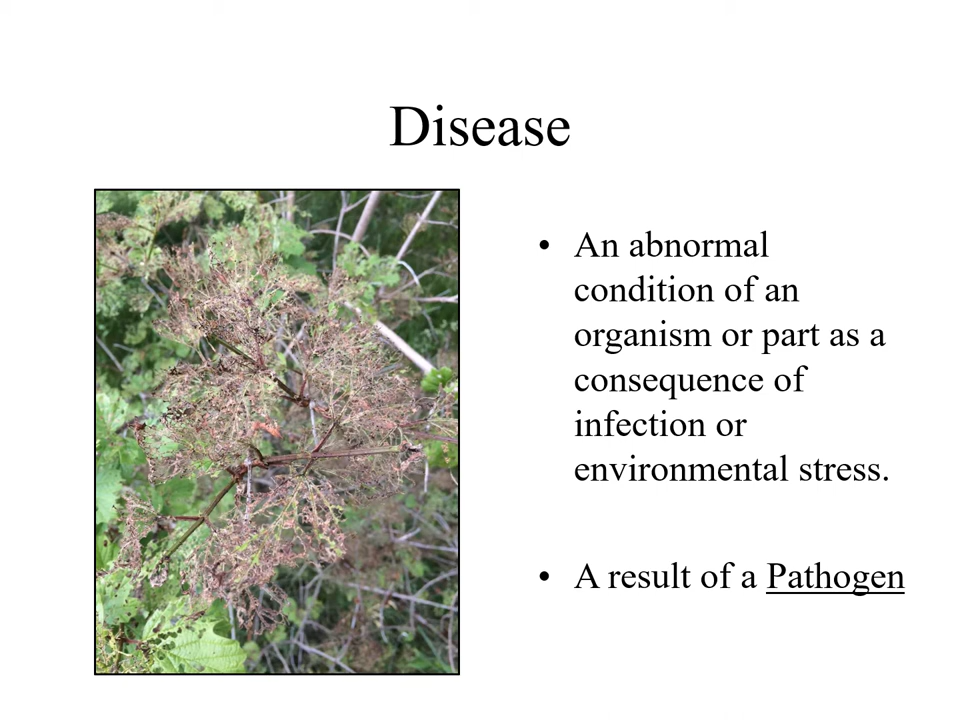 Disease
• An abnormal
condition of an
organism or part as a
consequence of
infection or
environmental stress.
• A result of a Pathogen